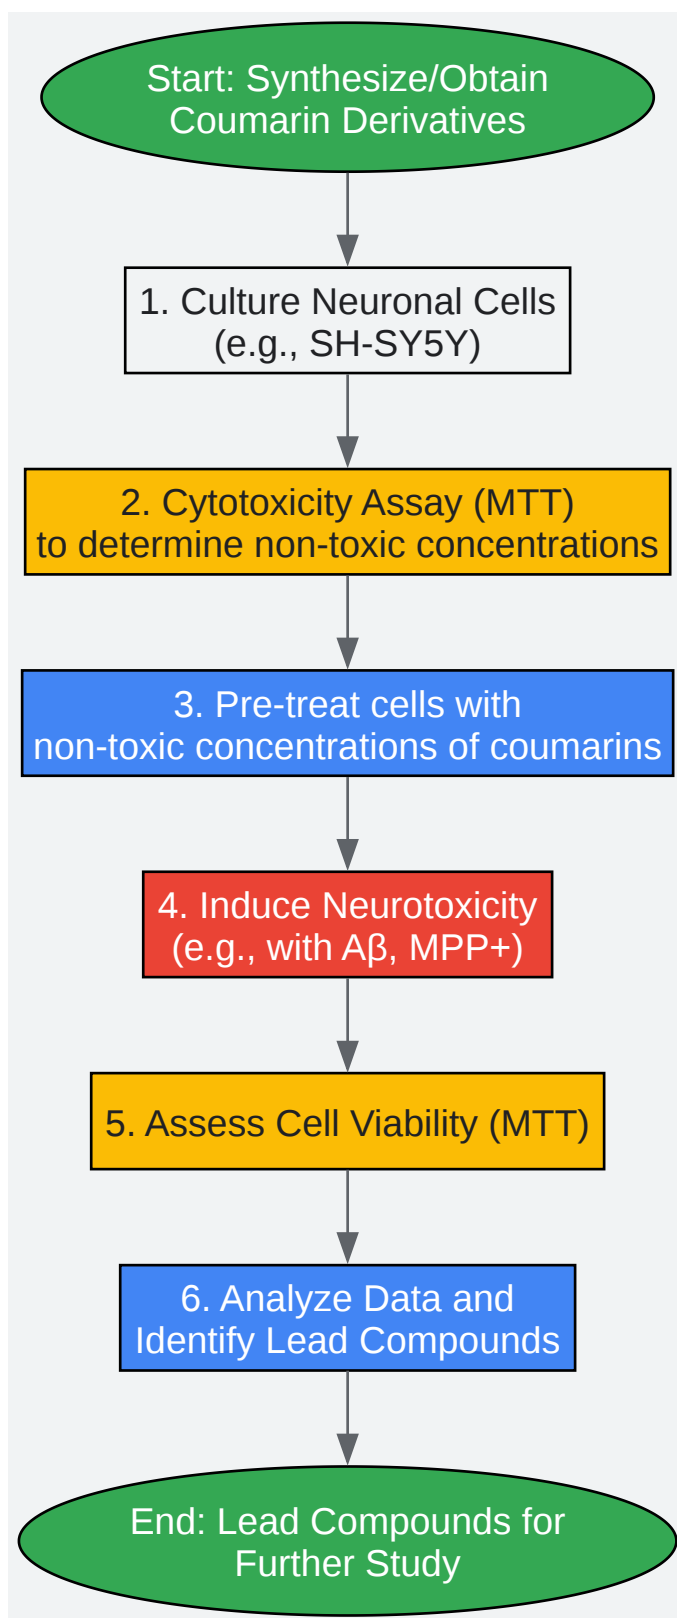 Start: Synthesize/Obtain
Coumarin Derivatives
1. Culture Neuronal Cells
(e.g., SH-SY5Y)
2. Cytotoxicity Assay (MTT)
to determine non-toxic concentrations
3. Pre-treat cells with
non-toxic concentrations of coumarins
4. Induce Neurotoxicity
(e.g., with Aβ, MPP+)
5. Assess Cell Viability (MTT)
6. Analyze Data and
Identify Lead Compounds
End: Lead Compounds for
Further Study